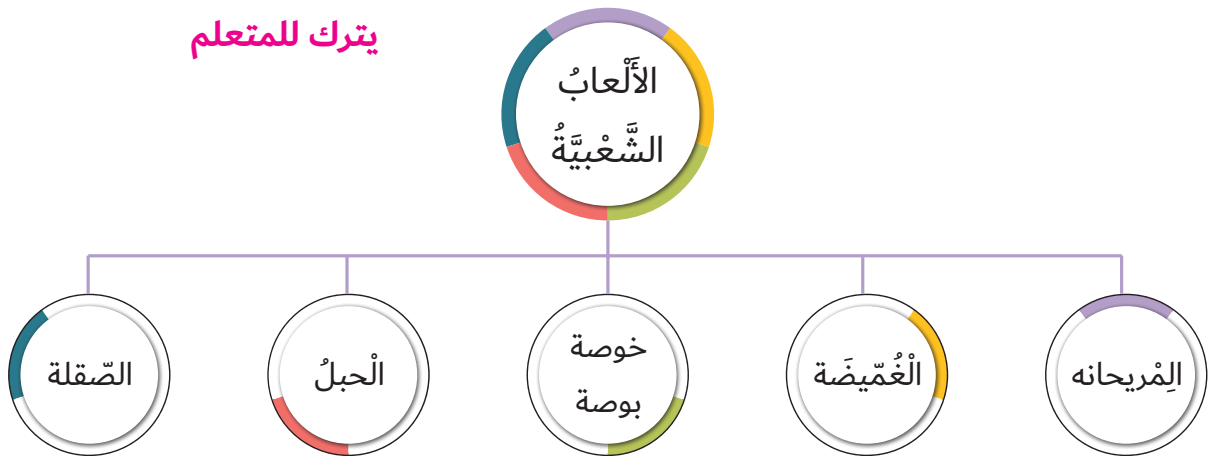 يترك للمتعلم
الأَلْعابُ
الشَّعْبيَّةُ
الِمْريحانه
الْغُمّيضَة
خوصة
بوصة
الْحبلُ
الصّقلة